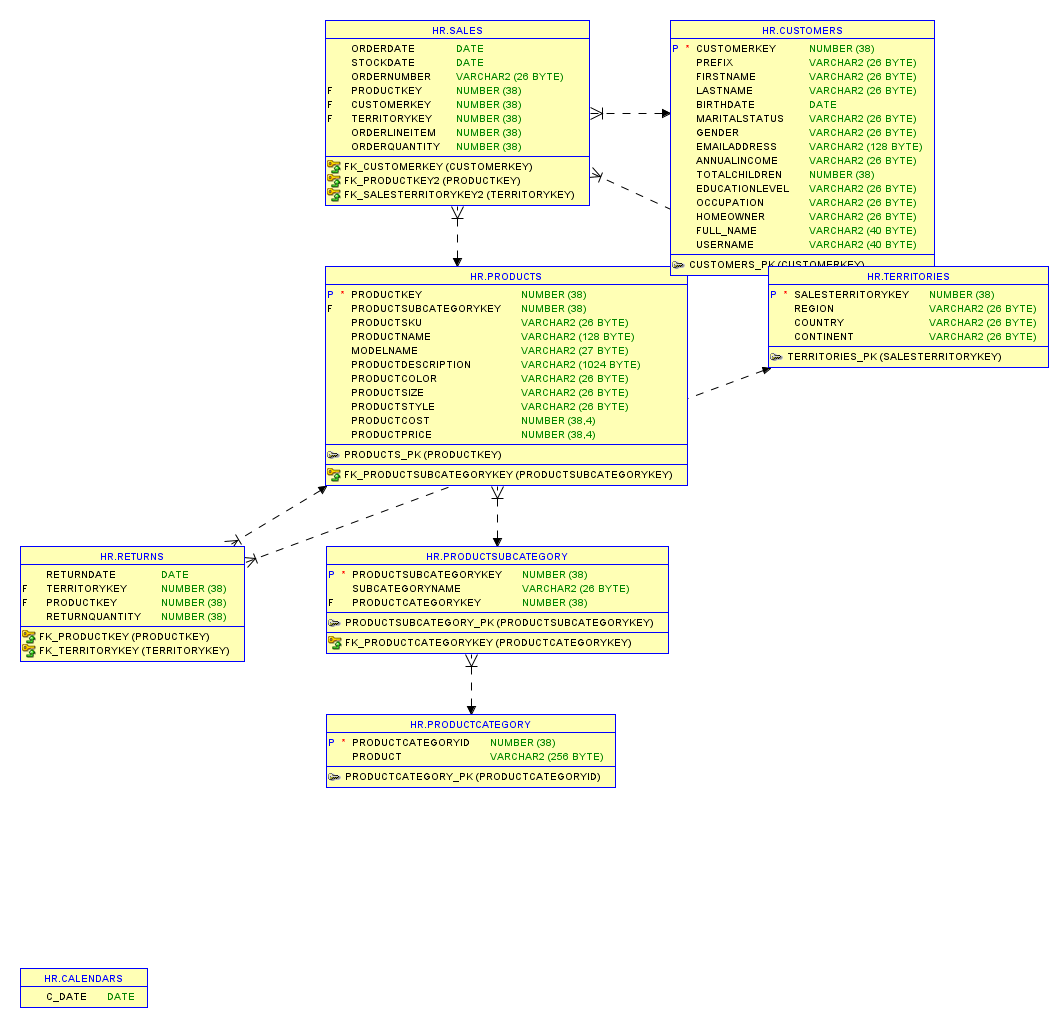 HR.SALES
ORDERDATE DATE
STOCKDATE DATE
ORDERNUMBER VARCHAR2 (26 BYTE)
F PRODUCTKEY NUMBER (38)
F CUSTOMERKEY NUMBER (38)
F TERRITORYKEY NUMBER (38)
ORDERLINEITEM NUMBER (38)
ORDERQUANTITY NUMBER (38)
FK_CUSTOMERKEY (CUSTOMERKEY)
FK_PRODUCTKEY2 (PRODUCTKEY)
FK_SALESTERRITORYKEY2 (TERRITORYKEY)
HR.CUSTOMERS
P * CUSTOMERKEY NUMBER (38)
PREFIX VARCHAR2 (26 BYTE)
FIRSTNAME VARCHAR2 (26 BYTE)
LASTNAME VARCHAR2 (26 BYTE)
BIRTHDATE DATE
MARITALSTATUS VARCHAR2 (26 BYTE)
GENDER VARCHAR2 (26 BYTE)
EMAILADDRESS VARCHAR2 (128 BYTE)
ANNUALINCOME VARCHAR2 (26 BYTE)
TOTALCHILDREN NUMBER (38)
EDUCATIONLEVEL VARCHAR2 (26 BYTE)
OCCUPATION VARCHAR2 (26 BYTE)
HOMEOWNER VARCHAR2 (26 BYTE)
FULL_NAME VARCHAR2 (40 BYTE)
USERNAME VARCHAR2 (40 BYTE)
CUSTOMERS_PK (CUSTOMERKEY)
HR.PRODUCTS
P * PRODUCTKEY NUMBER (38)
F PRODUCTSUBCATEGORYKEY NUMBER (38)
PRODUCTSKU VARCHAR2 (26 BYTE)
PRODUCTNAME VARCHAR2 (128 BYTE)
MODELNAME VARCHAR2 (27 BYTE)
PRODUCTDESCRIPTION VARCHAR2 (1024 BYTE)
PRODUCTCOLOR VARCHAR2 (26 BYTE)
PRODUCTSIZE VARCHAR2 (26 BYTE)
PRODUCTSTYLE VARCHAR2 (26 BYTE)
PRODUCTCOST NUMBER (38,4)
PRODUCTPRICE NUMBER (38,4)
PRODUCTS_PK (PRODUCTKEY)
FK_PRODUCTSUBCATEGORYKEY (PRODUCTSUBCATEGORYKEY)
HR.TERRITORIES
P * SALESTERRITORYKEY NUMBER (38)
REGION VARCHAR2 (26 BYTE)
COUNTRY VARCHAR2 (26 BYTE)
CONTINENT VARCHAR2 (26 BYTE)
TERRITORIES_PK (SALESTERRITORYKEY)
HR.RETURNS
RETURNDATE DATE
F TERRITORYKEY NUMBER (38)
F PRODUCTKEY NUMBER (38)
RETURNQUANTITY NUMBER (38)
FK_PRODUCTKEY (PRODUCTKEY)
FK_TERRITORYKEY (TERRITORYKEY)
HR.PRODUCTSUBCATEGORY
P * PRODUCTSUBCATEGORYKEY NUMBER (38)
SUBCATEGORYNAME VARCHAR2 (26 BYTE)
F PRODUCTCATEGORYKEY NUMBER (38)
PRODUCTSUBCATEGORY_PK (PRODUCTSUBCATEGORYKEY)
FK_PRODUCTCATEGORYKEY (PRODUCTCATEGORYKEY)
HR.PRODUCTCATEGORY
P * PRODUCTCATEGORYID NUMBER (38)
PRODUCT VARCHAR2 (256 BYTE)
PRODUCTCATEGORY_PK (PRODUCTCATEGORYID)
HR.CALENDARS
C_DATE DATE